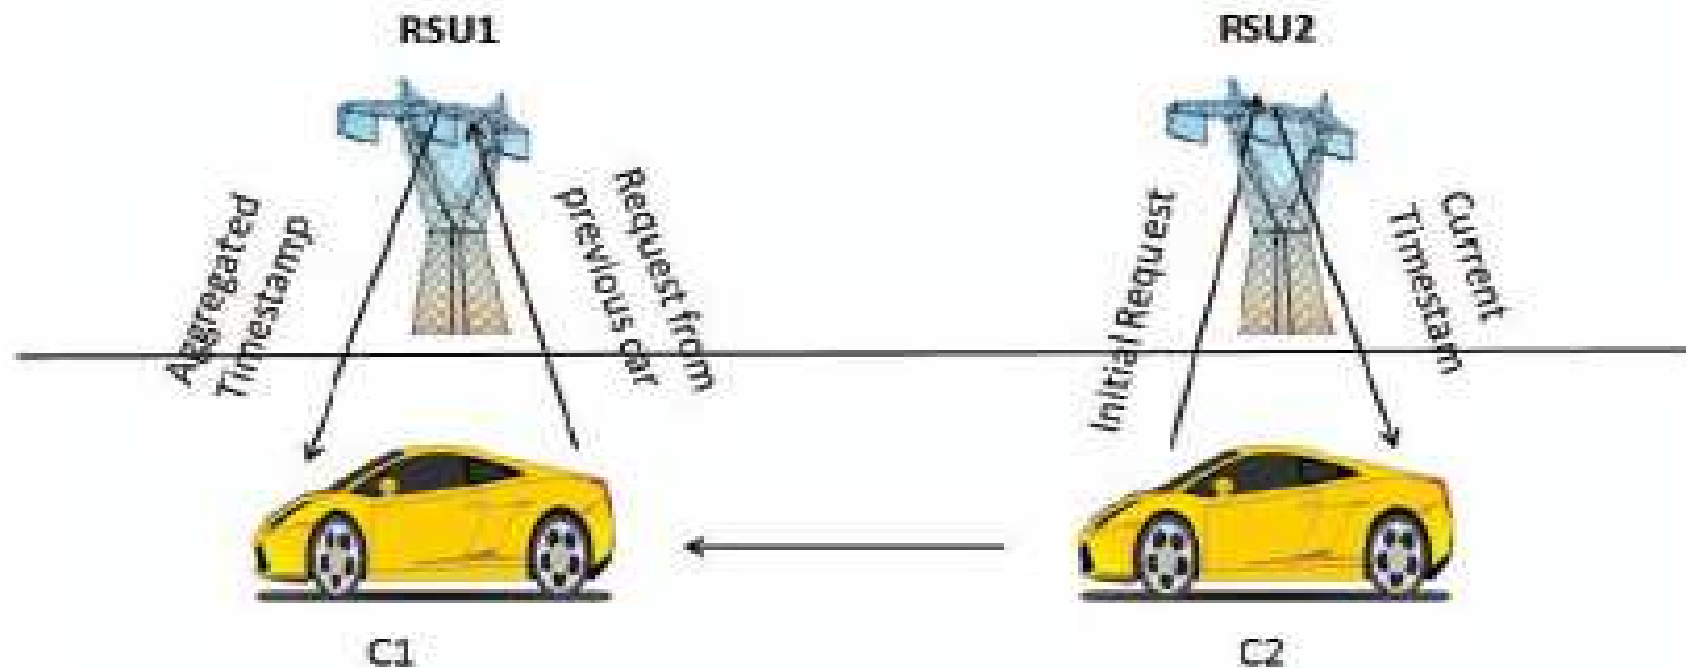 RSU1
RSU2
Aggregated
Timestamp
Request from
previous car
Initial Request
Current
Timestam
C1
C2